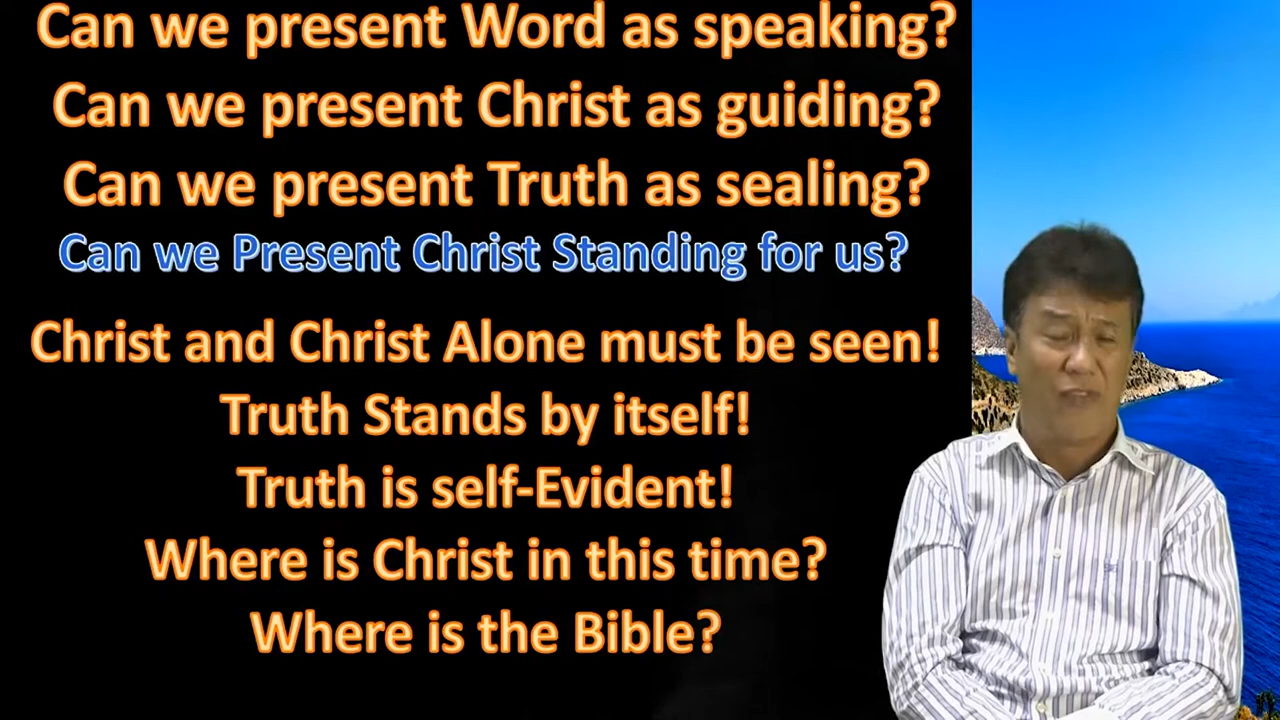 Can we present Word as speaking?
Can we present Christ as guiding?
Can we present Truth as sealing?
Can we Present Christ Standing for us?
Christ and Christ Alone must be seen!
Truth Stands by itself!
Truth is self-Evident!
Where is Christ in this time?
Where is the Bible?